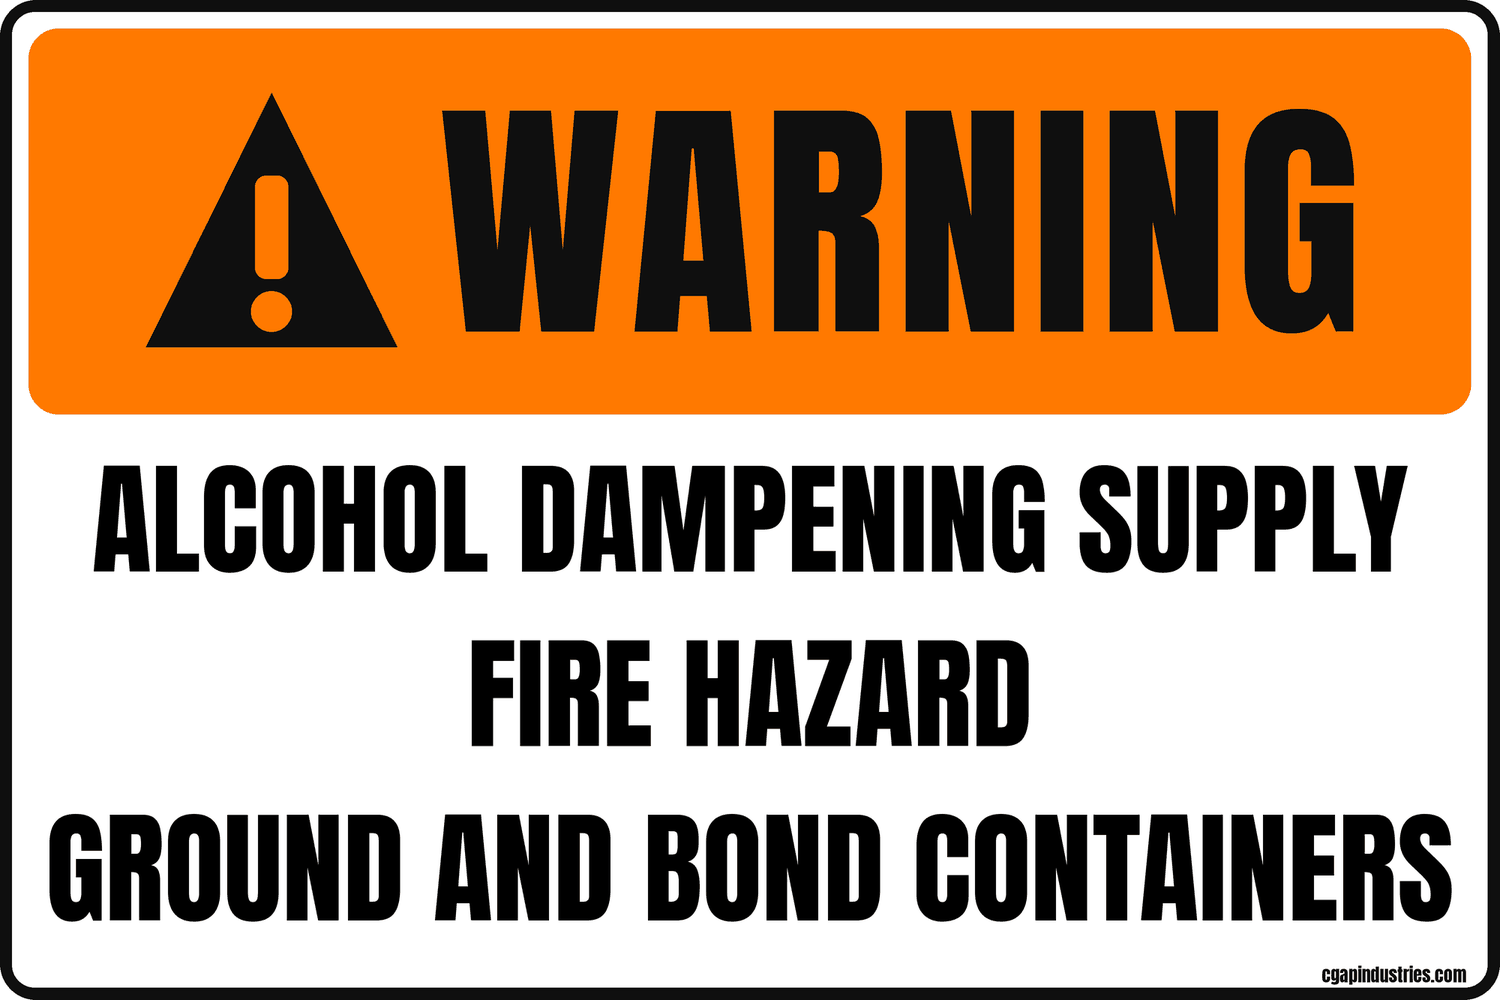 WARNING
ALCOHOL DAMPENING SUPPLY
FIRE HAZARD
GROUND AND BOND CONTAINERS
cgapindustries.com